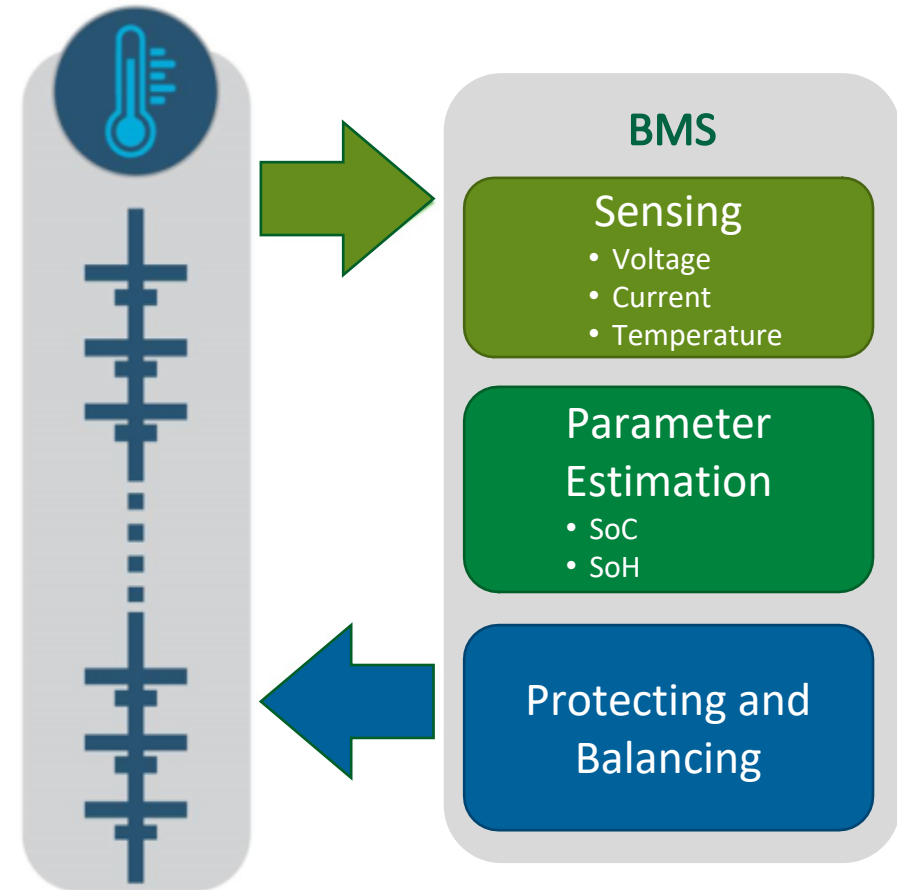 BMS
Sensing
• Voltage
• Current
• Temperature
Parameter
Estimation
• SoC
• SoH
Protecting and
Balancing